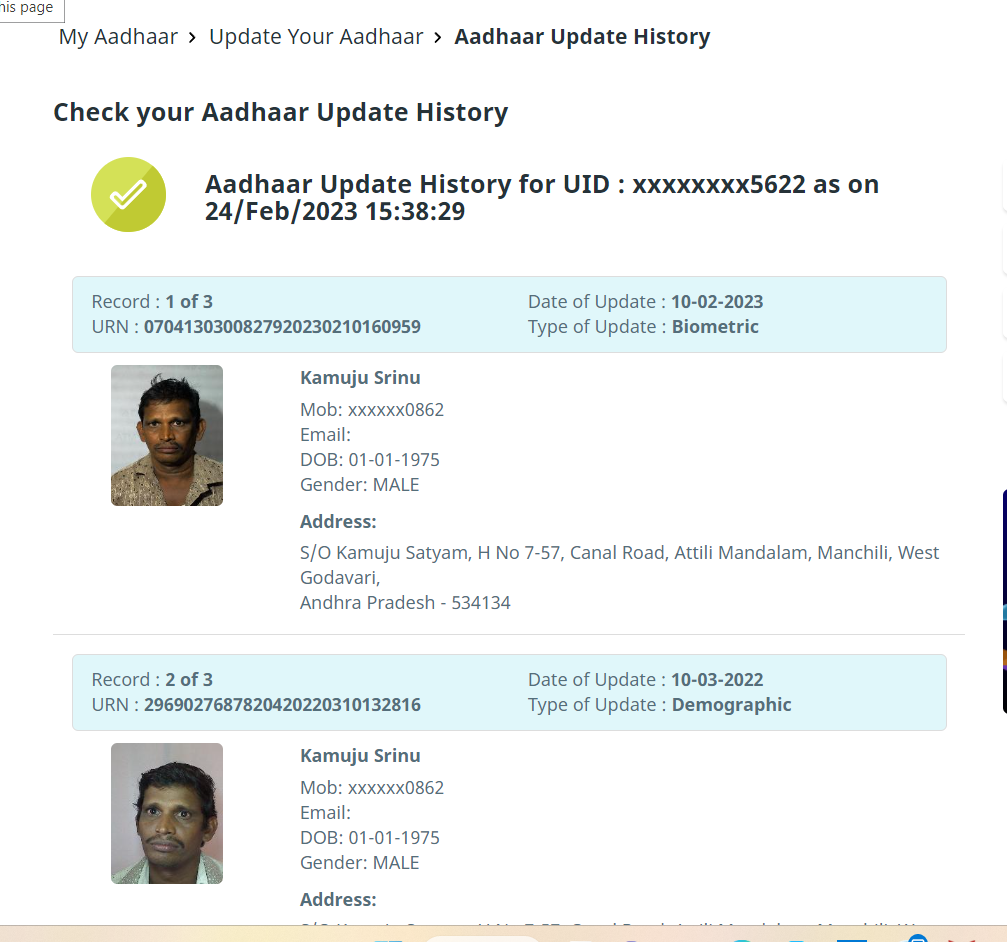 his page
My Aadhaar > Update Your Aadhaar > Aadhaar Update History
Check your Aadhaar Update History
Aadhaar Update History for UID : xxxxxxxx5622 as on
24/Feb/2023 15:38:29
Record : 1 of 3
URN : 0704130300827920230210160959
Date of Update : 10-02-2023
Type of Update : Biometric
Kamuju Srinu
Mob: xxxxxx0862
Email:
DOB: 01-01-1975
Gender: MALE
Address:
S/O Kamuju Satyam, H No 7-57, Canal Road, Attili Mandalam, Manchili, West
Godavari,
Andhra Pradesh - 534134
Record : 2 of 3
URN : 2969027687820420220310132816
Date of Update : 10-03-2022
Type of Update : Demographic
Kamuju Srinu
Mob: xxxxxx0862
Email:
DOB: 01-01-1975
Gender: MALE
Address: